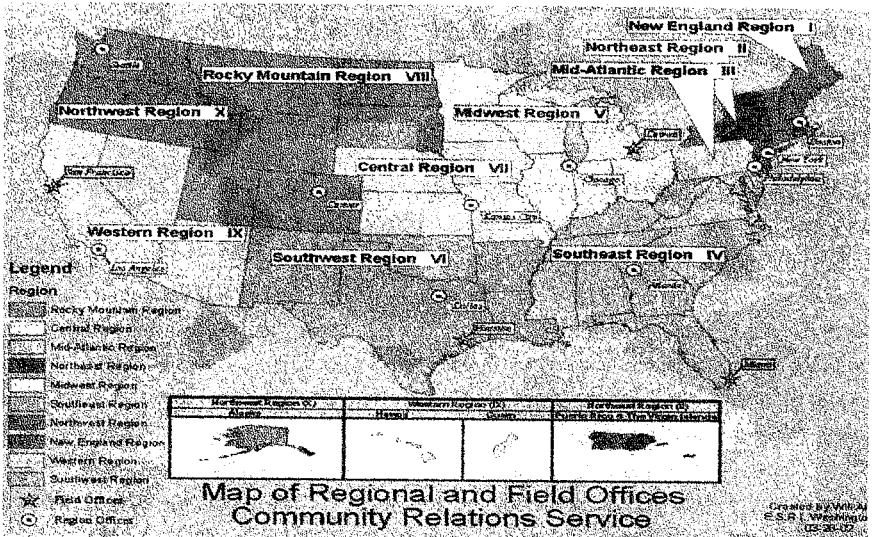 New England Region I
Northeast Region II
Mid-Atlantic Region III
Rocky Mountain Region VIII
Midwest Region V
Northwest Region X
Central Region VII
Western Region IX
Southwest Region VI
Southeast Region IV
Seattle
Detroit
Boston
New York
Philadelphia
San Francisco
Denver
Chicago
Kansas City
Los Angeles
Dallas
Atlanta
Houston
Miami
Legend
Region
Rocky Mountain Region
Central Region
Mid-Atlantic Region
Northeast Region
Midwest Region
Southeast Region
Northwest Region
New England Region
Western Region
Southwest Region
Field Offices
Region Offices
Northwest Region (X)
Western Region (IX)
Northeast Region (II)
Alaska
Hawaii
Guam
Puerto Rico & The Virgin Islands
Map of Regional and Field Offices
Community Relations Service
Created by
E.S.R.I. Washington